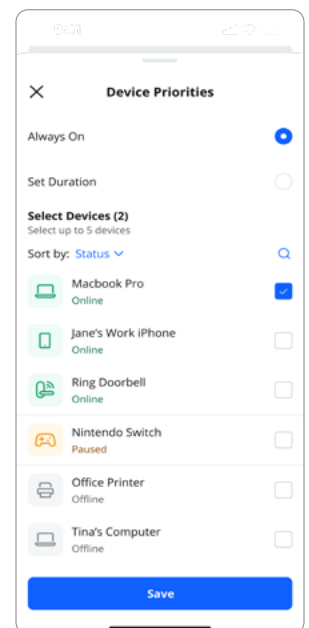 Device Priorities
Always On
Set Duration
Select Devices (2)
Select up to 5 devices
Sort by: Status
Macbook Pro
Online
Jane's Work iPhone
Online
Ring Doorbell
Online
Nintendo Switch
Paused
Office Printer
Offline
Tina's Computer
Offline
Save